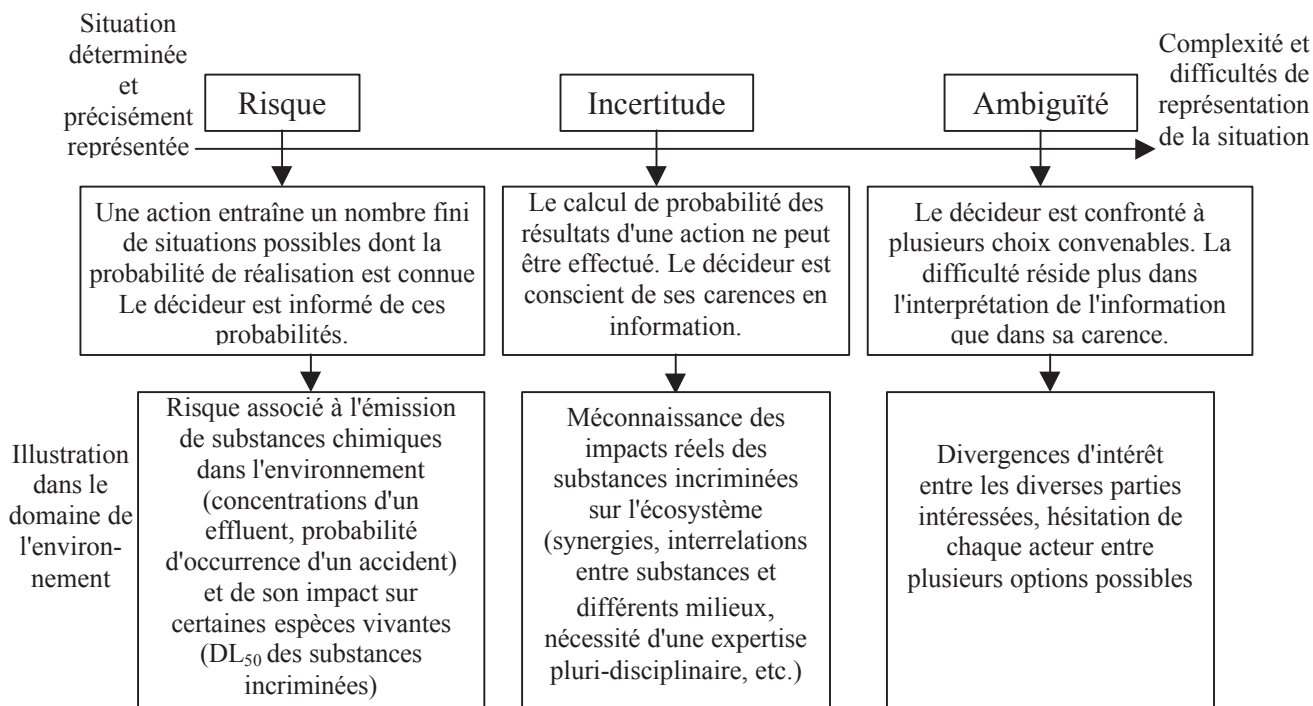 Situation
déterminée
et
précisément
représentée
Risque
Incertitude
Ambiguïté
Complexité et
difficultés de
représentation
de la situation
Une action entraîne un nombre fini
de situations possibles dont la
probabilité de réalisation est connue
Le décideur est informé de ces
probabilités.
Le calcul de probabilité des
résultats d'une action ne peut
être effectué. Le décideur est
conscient de ses carences en
information.
Le décideur est confronté à
plusieurs choix convenables. La
difficulté réside plus dans
l'interprétation de l'information
que dans sa carence.
Illustration
dans le
domaine de
l'environ-
nement
Risque associé à l'émission
de substances chimiques
dans l'environnement
(concentrations d'un
effluent, probabilité
d'occurrence d'un accident)
et de son impact sur
certaines espèces vivantes
(DL50 des substances
incriminées)
Méconnaissance des
impacts réels des
substances incriminées
sur l'écosystème
(synergies, interrelations
entre substances et
différents milieux,
nécessité d'une expertise
pluri-disciplinaire, etc.)
Divergences d'intérêt
entre les diverses parties
intéressées, hésitation de
chaque acteur entre
plusieurs options possibles